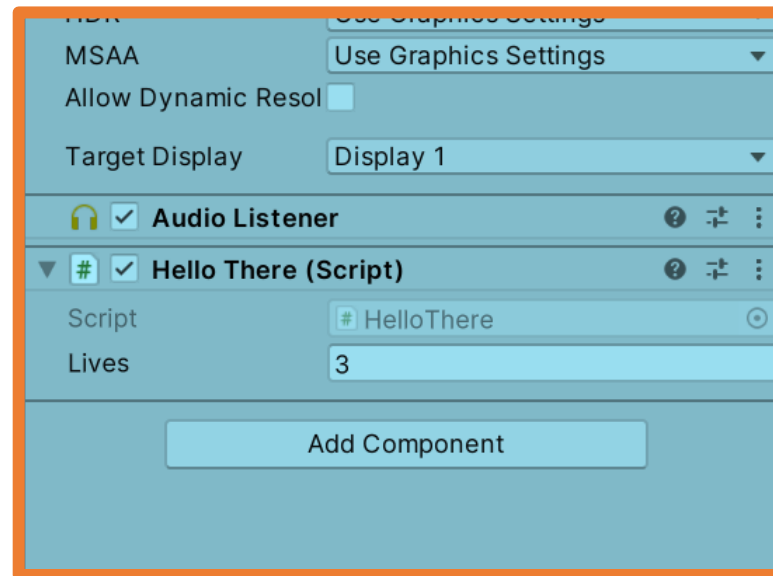 MSAA Use Graphics Settings
Allow Dynamic Resol
Target Display Display 1
Audio Listener
# Hello There (Script)
Script # HelloThere
Lives 3
Add Component